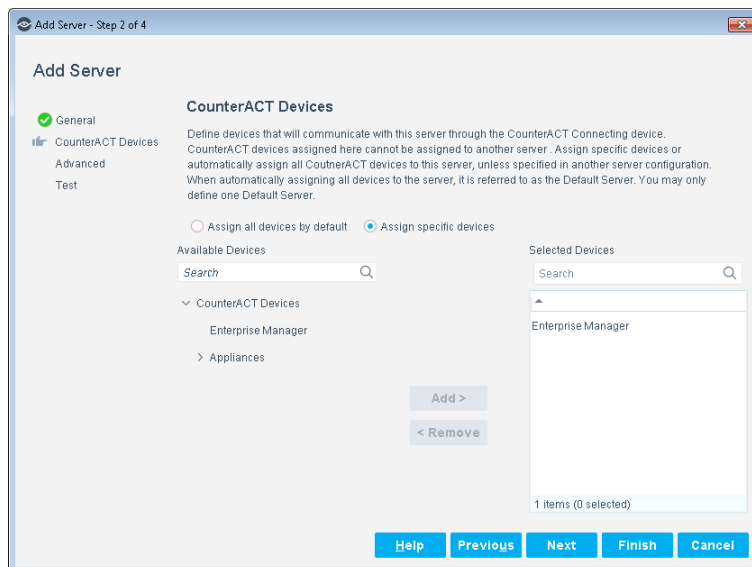 Add Server - Step 2 of 4
Add Server
General
CounterACT Devices
Advanced
Test
CounterACT Devices
Define devices that will communicate with this server through the CounterACT Connecting device.
CounterACT devices assigned here cannot be assigned to another server . Assign specific devices or
automatically assign all CoutnerACT devices to this server, unless specified in another server configuration.
When automatically assigning all devices to the server, it is referred to as the Default Server. You may only
define one Default Server.
Assign all devices by default Assign specific devices
Available Devices
Search
CounterACT Devices
Enterprise Manager
Appliances
Add >
< Remove
Selected Devices
Search
Enterprise Manager
1 items (0 selected)
Help Previous Next Finish Cancel